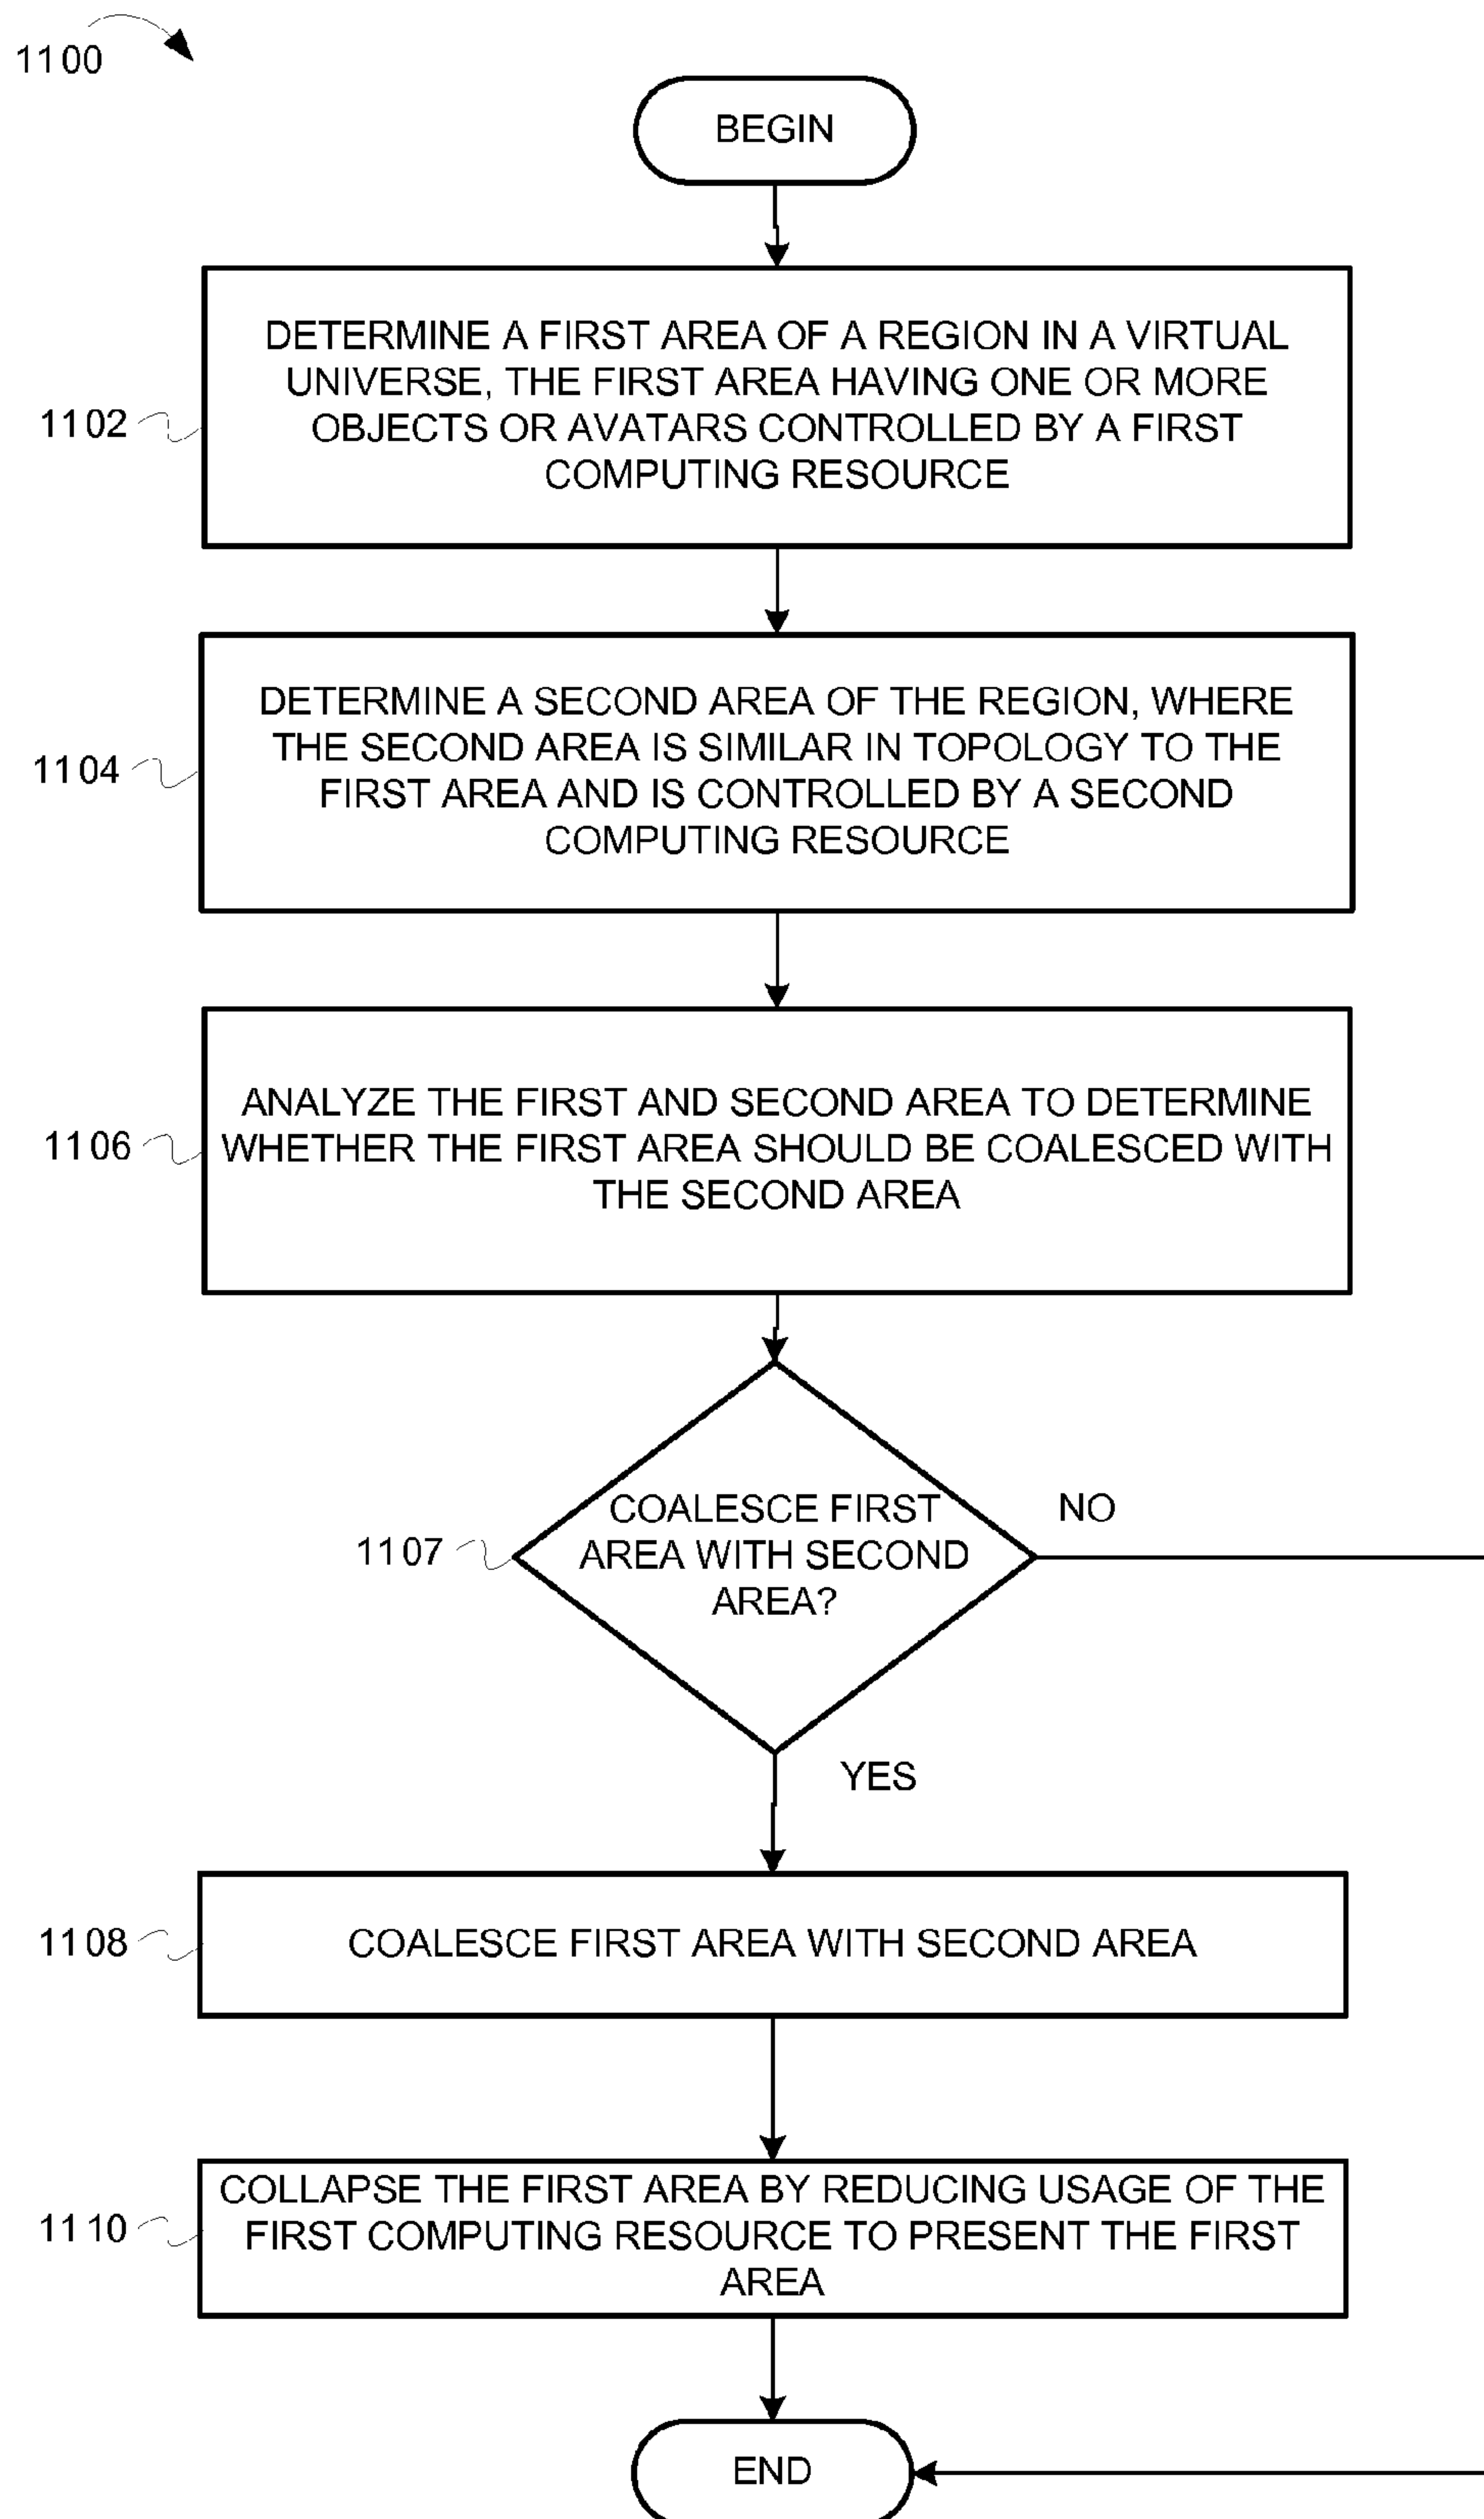 1100
BEGIN
DETERMINE A FIRST AREA OF A REGION IN A VIRTUAL
UNIVERSE, THE FIRST AREA HAVING ONE OR MORE
OBJECTS OR AVATARS CONTROLLED BY A FIRST
COMPUTING RESOURCE
1102
DETERMINE A SECOND AREA OF THE REGION, WHERE
THE SECOND AREA IS SIMILAR IN TOPOLOGY TO THE
FIRST AREA AND IS CONTROLLED BY A SECOND
COMPUTING RESOURCE
1104
ANALYZE THE FIRST AND SECOND AREA TO DETERMINE
WHETHER THE FIRST AREA SHOULD BE COALESCED WITH
THE SECOND AREA
1106
COALESCE FIRST
AREA WITH SECOND
AREA?
1107
NO
YES
COALESCE FIRST AREA WITH SECOND AREA
1108
COLLAPSE THE FIRST AREA BY REDUCING USAGE OF THE
FIRST COMPUTING RESOURCE TO PRESENT THE FIRST
AREA
1110
END